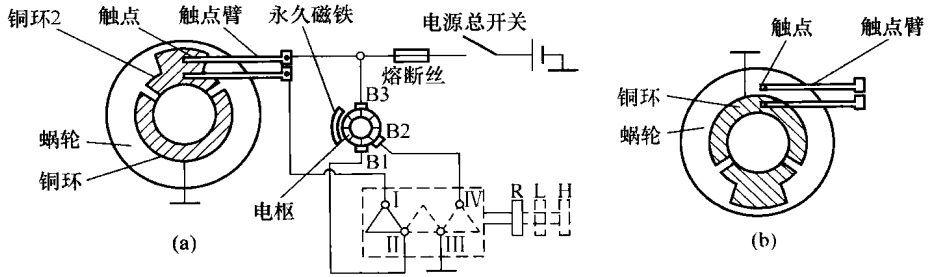 铜环2
触点
触点臂
永久磁铁
电源总开关
熔断丝
B3
B2
B1
蜗轮
铜环
电枢
I
IV
II
III
R
L
H
(a)
触点
触点臂
铜环
蜗轮
(b)